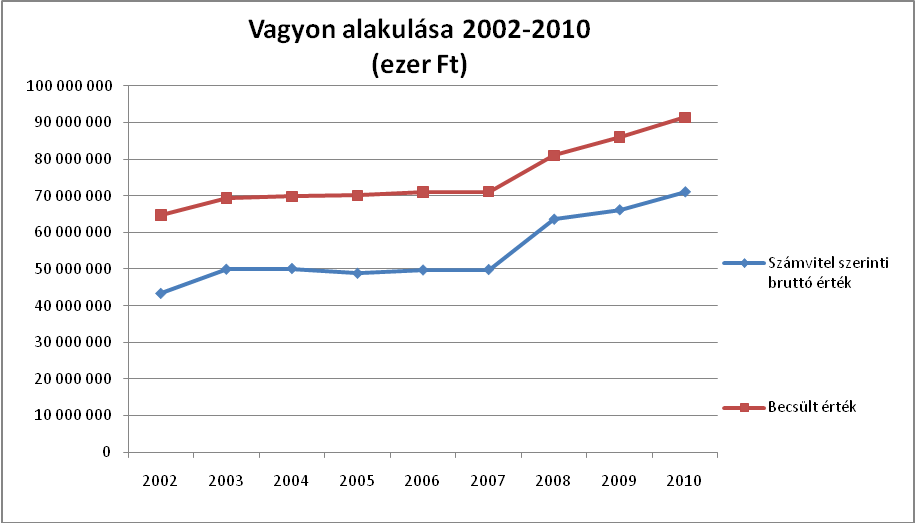 Vagyon alakulása 2002-2010
(ezer Ft)
100 000 000
90 000 000
80 000 000
70 000 000
60 000 000
50 000 000
40 000 000
30 000 000
20 000 000
10 000 000
0
2002 2003 2004 2005 2006 2007 2008 2009 2010
Számvitel szerinti
bruttó érték
Becsült érték